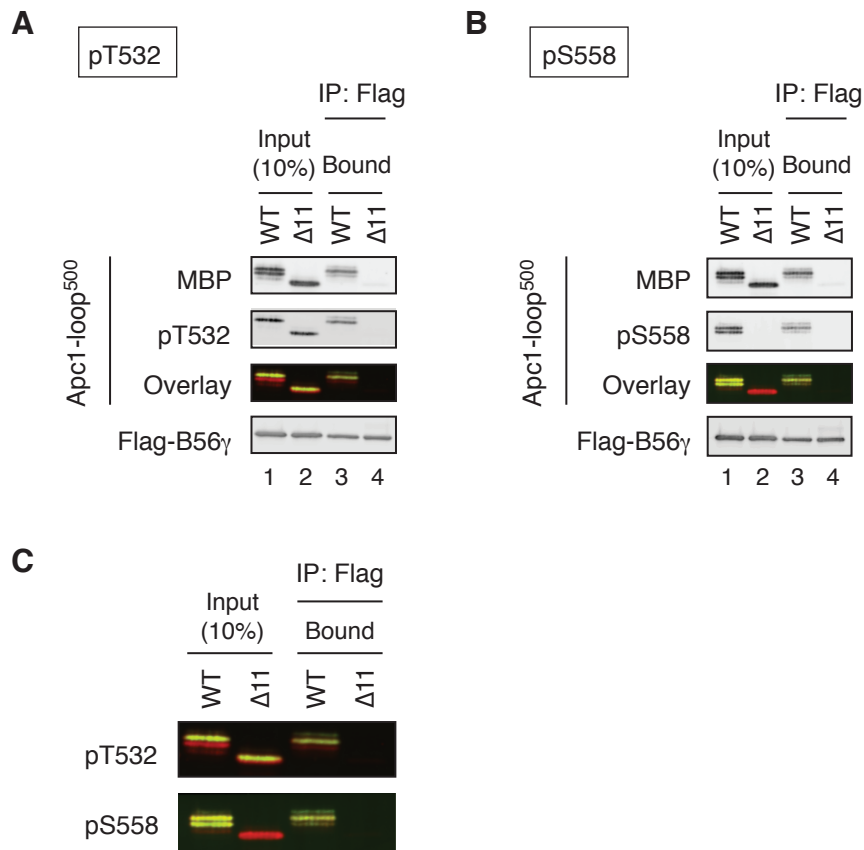 A
pT532
IP: Flag
Input
(10%)
Bound
WT
Δ11
WT
Δ11
Apc1-loop⁵⁰⁰
MBP
pT532
Overlay
Flag-B56γ
1 2 3 4
B
pS558
IP: Flag
Input
(10%)
Bound
WT
Δ11
WT
Δ11
Apc1-loop⁵⁰⁰
MBP
pS558
Overlay
Flag-B56γ
1 2 3 4
C
IP: Flag
Input
(10%)
Bound
WT
Δ11
WT
Δ11
pT532
pS558